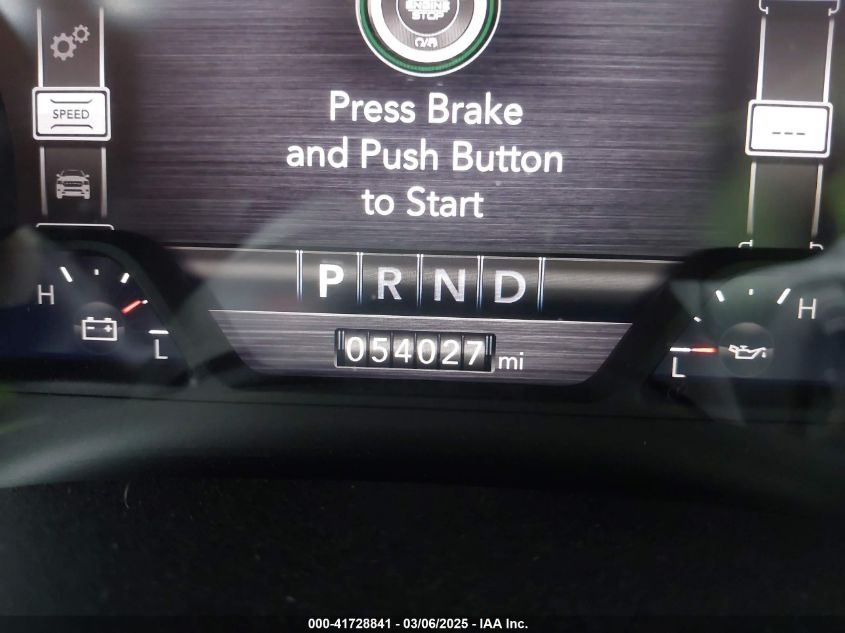 ENGINE
STOP
Press Brake
and Push Button
to Start
SPEED
---
P R N D
H
L
054027 mi
H
L
000-41728841 - 03/06/2025 - IAA Inc.